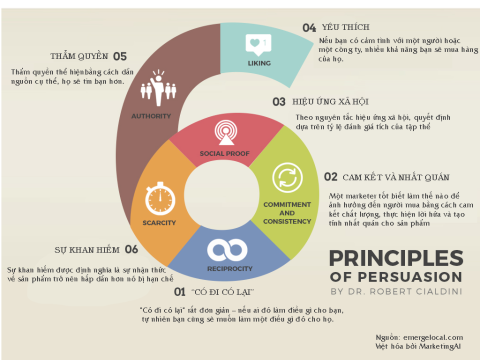 04 YÊU THÍCH
Nếu bạn có cảm tình với một người hoặc
một công ty, nhiều khả năng bạn sẽ mua hàng
của họ.
LIKING
THẨM QUYỀN 05
Thẩm quyền thể hiệnbằng cách dẫn
nguồn cụ thể, họ sẽ tin bạn hơn.
AUTHORITY
03 HIỆU ỨNG XÃ HỘI
Theo nguyên tắc hiệu ứng xã hội, quyết định
dựa trên tỷ lệ đánh giá tích của tập thể
SOCIAL PROOF
02 CAM KẾT VÀ NHẤT QUÁN
Một marketer tốt biết làm thế nào để
ảnh hưởng đến người mua bằng cách cam
kết chất lượng, thực hiện lời hứa và tạo
tính nhất quán cho sản phẩm
COMMITMENT
AND
CONSISTENCY
SCARCITY
SỰ KHAN HIẾM 06
Sự khan hiếm được định nghĩa là sự nhận thức
về sản phẩm trở nên hấp dẫn hơn nó bị hạn chế
RECIPROCITY
01 "CÓ ĐI CÓ LẠI"
"Có đi có lại" rất đơn giản – nếu ai đó làm điều gì cho bạn,
tự nhiên bạn cũng sẽ muốn làm một điều gì đó cho họ.
PRINCIPLES
OF PERSUASION
BY DR. ROBERT CIALDINI
Nguồn: emergelocal.com
Việt hóa bởi MarketingAI